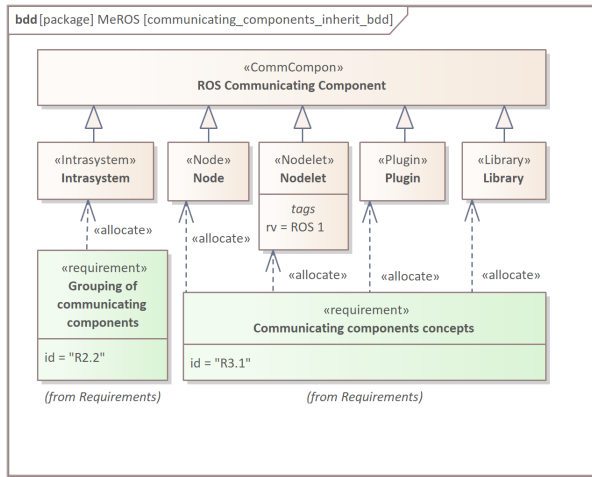 bdd [package] MeROS [communicating_components_inherit_bdd]
«CommCompon»
ROS Communicating Component
«Intrasystem»
Intrasystem
«Node»
Node
«Nodelet»
Nodelet
tags
rv = ROS 1
«Plugin»
Plugin
«Library»
Library
«allocate»
«allocate»
«allocate»
«allocate»
«allocate»
«requirement»
Grouping of
communicating
components
id = "R2.2"
(from Requirements)
«requirement»
Communicating components concepts
id = "R3.1"
(from Requirements)